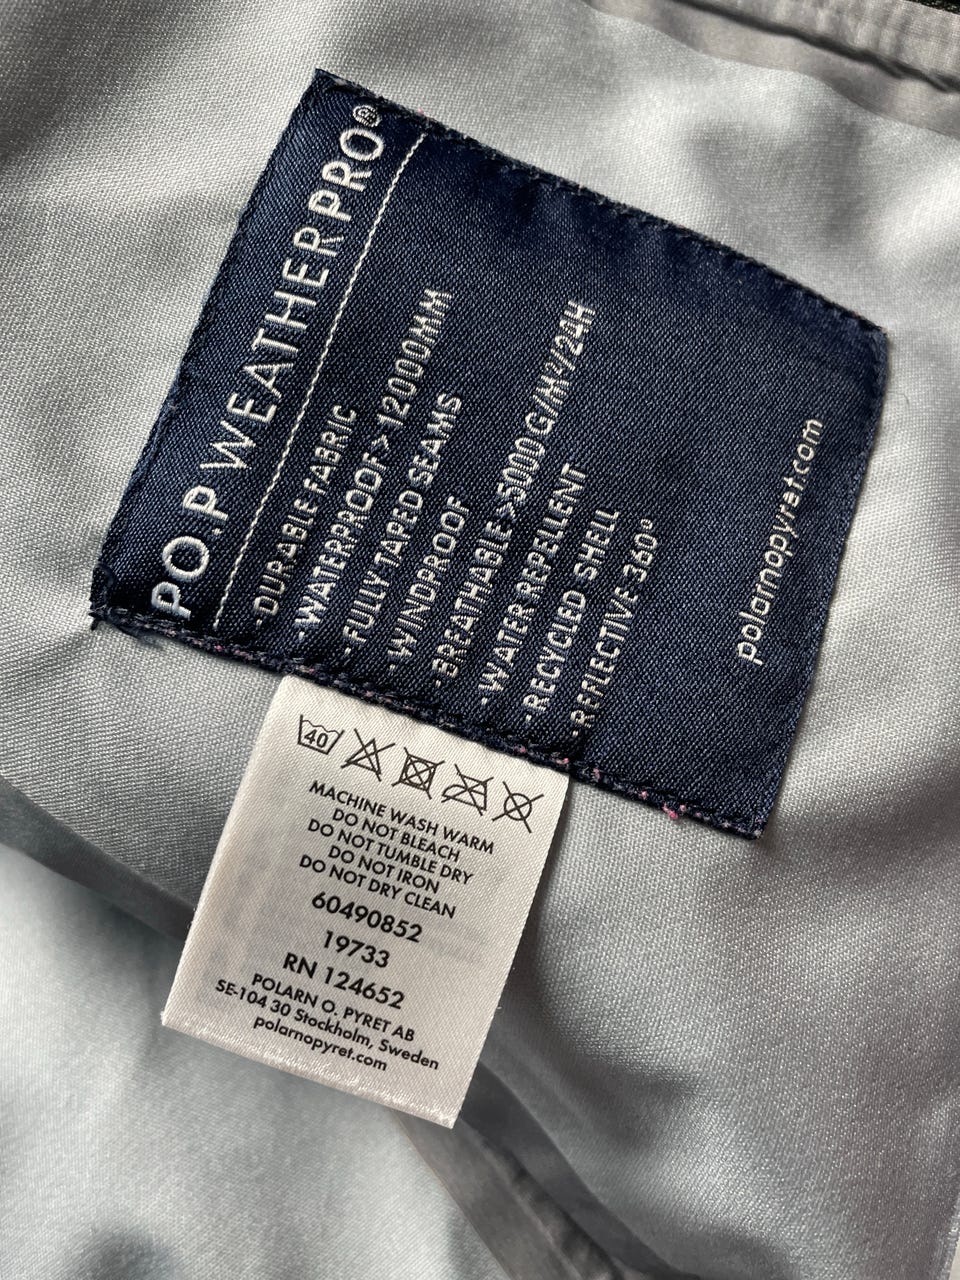 PO.P WEATHERPRO®
-DURABLE FABRIC
-WATERPROOF> 12000MM
-FULLY TAPED SEAMS
-WINDPROOF
-BREATHABLE >5000 G/M²/24H
-WATER REPELLENT
-RECYCLED SHELL
-REFLECTIVE 360°
polarnopyret.com
40
MACHINE WASH WARM
DO NOT BLEACH
DO NOT TUMBLE DRY
DO NOT IRON
DO NOT DRY CLEAN
60490852
19733
RN 124652
POLARN O. PYRET AB
SE-104 30 Stockholm, Sweden
polarnopyret.com